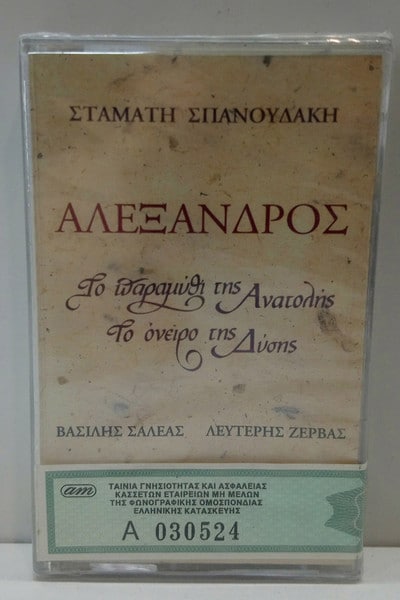 ΣΤΑΜΑΤΗ ΣΠΑΝΟΥΔΑΚΗ
ΑΛΕΞΑΝΔΡΟΣ
Το παραμύθι της Ανατολής
Το όνειρο της Δύσης
ΒΑΣΙΛΗΣ ΣΑΛΕΑΣ ΛΕΥΤΕΡΗΣ ΖΕΡΒΑΣ
am
ΤΑΙΝΙΑ ΓΝΗΣΙΟΤΗΤΑΣ ΚΑΙ ΑΣΦΑΛΕΙΑΣ
ΚΑΣΣΕΤΩΝ ΕΤΑΙΡΕΙΩΝ ΜΗ ΜΕΛΩΝ
ΤΗΣ ΦΩΝΟΓΡΑΦΙΚΗΣ ΟΜΟΣΠΟΝΔΙΑΣ
ΕΛΛΗΝΙΚΗΣ ΚΑΤΑΣΚΕΥΗΣ
Α 030524